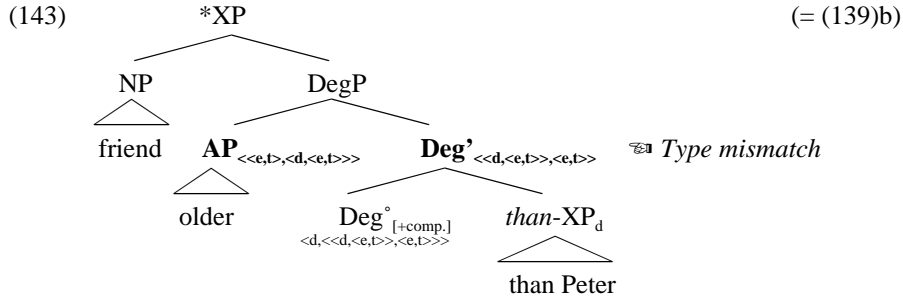 (143) *XP (= (139)b)
NP DegP
friend AP<<e,t>,<d,<e,t>>> Deg’<<d,<e,t>>,<e,t>> ☜ Type mismatch
older Deg°[+comp.] than-XPd
<d,<<d,<e,t>>,<e,t>>>
than Peter